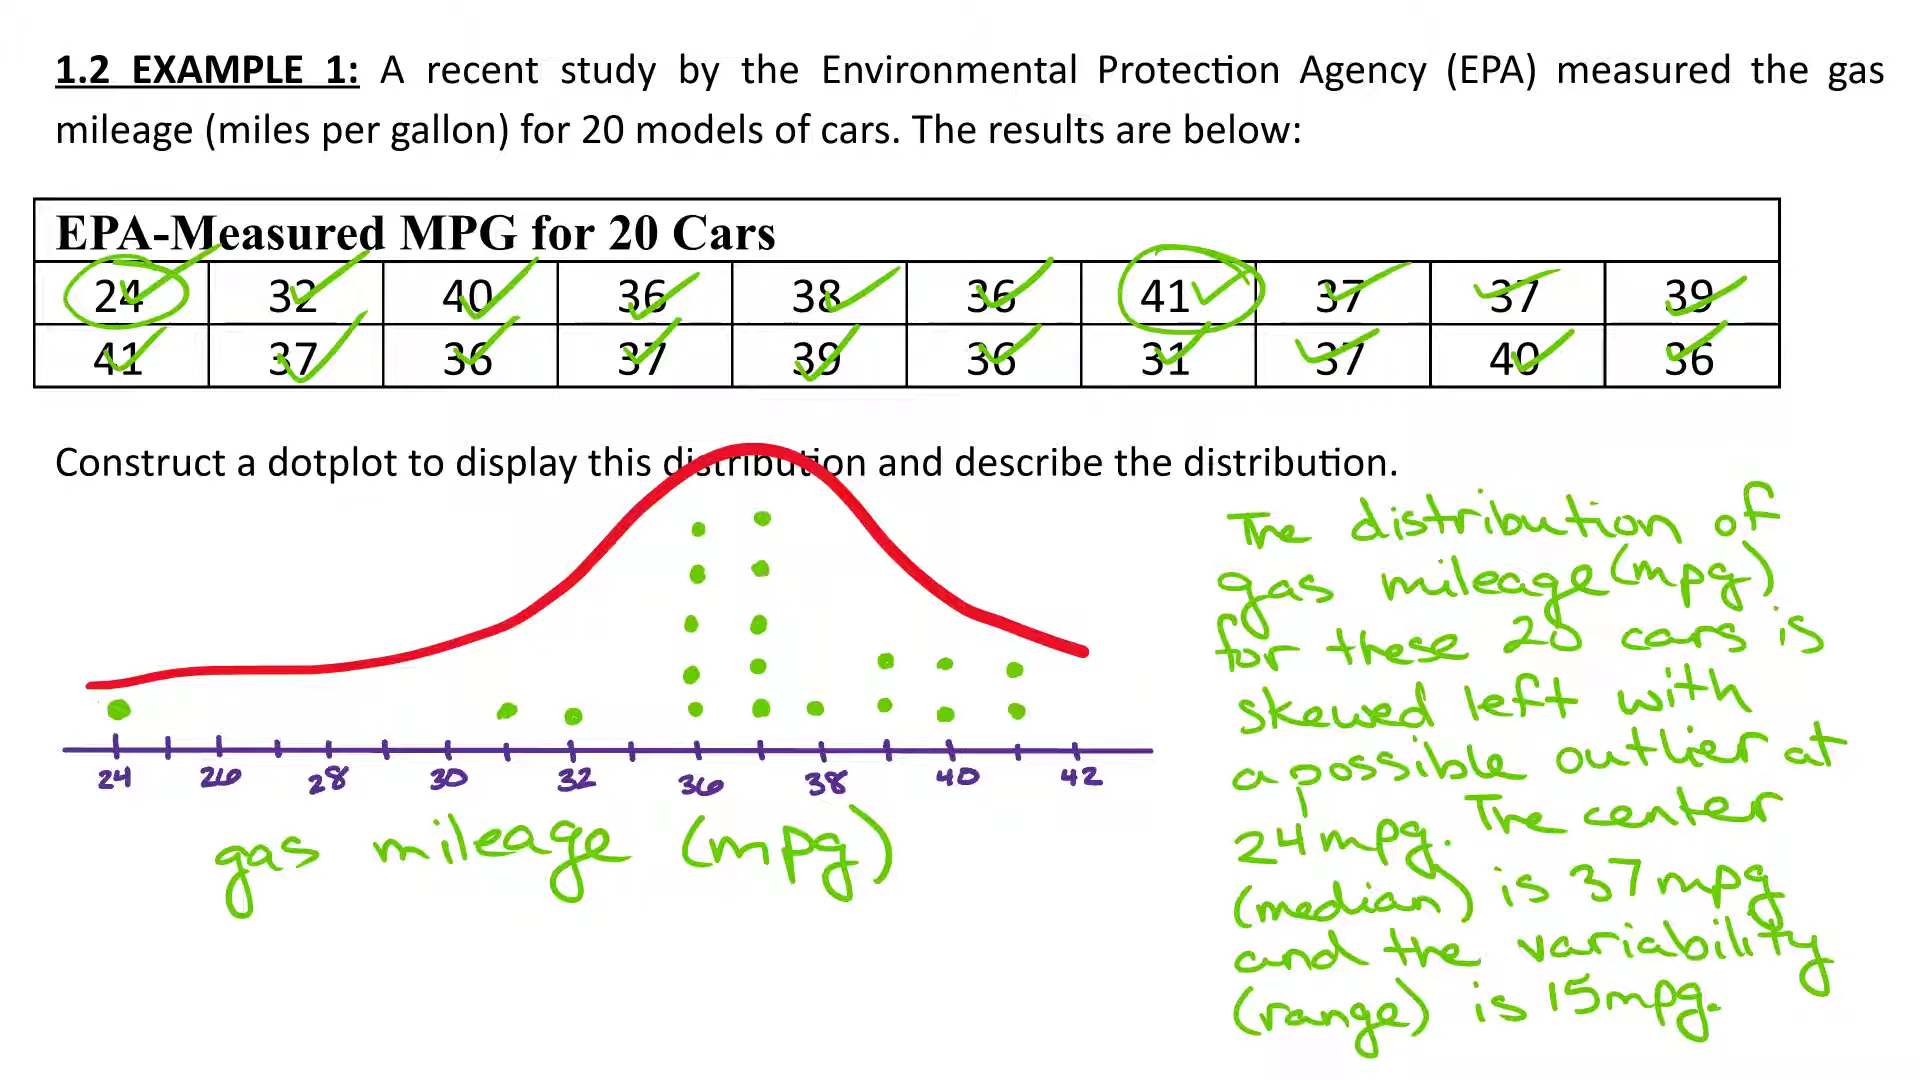 1.2 EXAMPLE 1: A recent study by the Environmental Protection Agency (EPA) measured the gas
mileage (miles per gallon) for 20 models of cars. The results are below:
EPA-Measured MPG for 20 Cars
24 32 40 36 38 36 41 37 37 39
41 37 36 37 39 36 31 37 40 36
Construct a dotplot to display this distribution and describe the distribution.
24 26 28 30 32 36 38 40 42
gas mileage (mpg)
The distribution of
gas mileage (mpg)
for these 20 cars is
skewed left with
a possible outlier at
24 mpg. The center
(median) is 37 mpg
and the variability
(range) is 15 mpg.